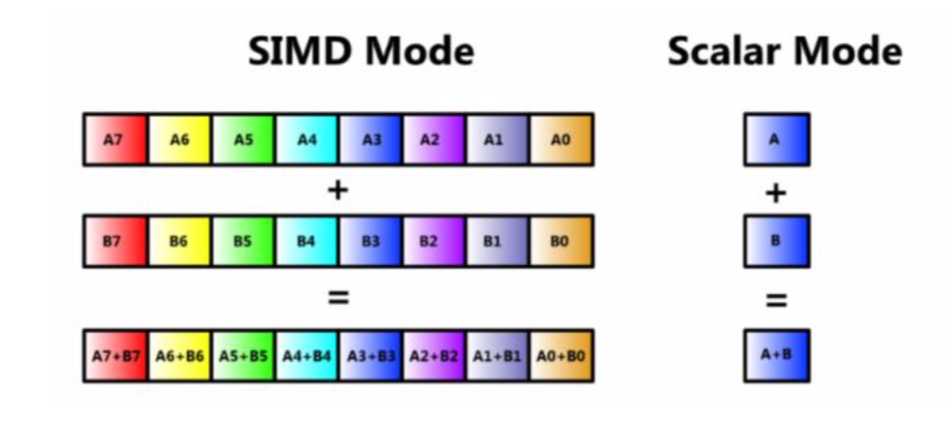 SIMD Mode Scalar Mode
A7 A6 A5 A4 A3 A2 A1 A0 A
+ +
B7 B6 B5 B4 B3 B2 B1 B0 B
= =
A7+B7 A6+B6 A5+B5 A4+B4 A3+B3 A2+B2 A1+B1 A0+B0 A+B